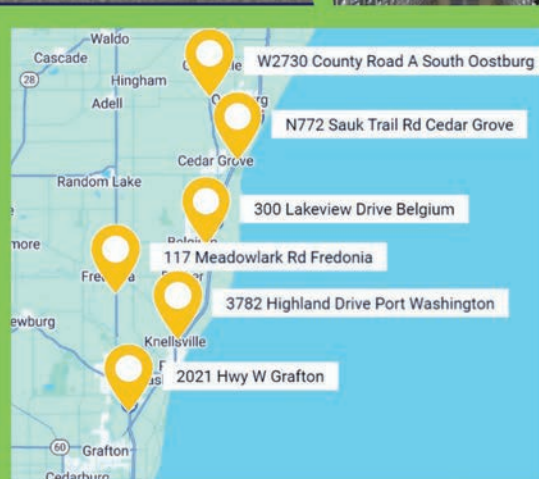 Waldo
Cascade
W2730 County Road A South Oostburg
28
Hingham
Adell
N772 Sauk Trail Rd Cedar Grove
Cedar Grove
Random Lake
300 Lakeview Drive Belgium
117 Meadowlark Rd Fredonia
3782 Highland Drive Port Washington
Knellsville
2021 Hwy W Grafton
60
Grafton
Cedarburg